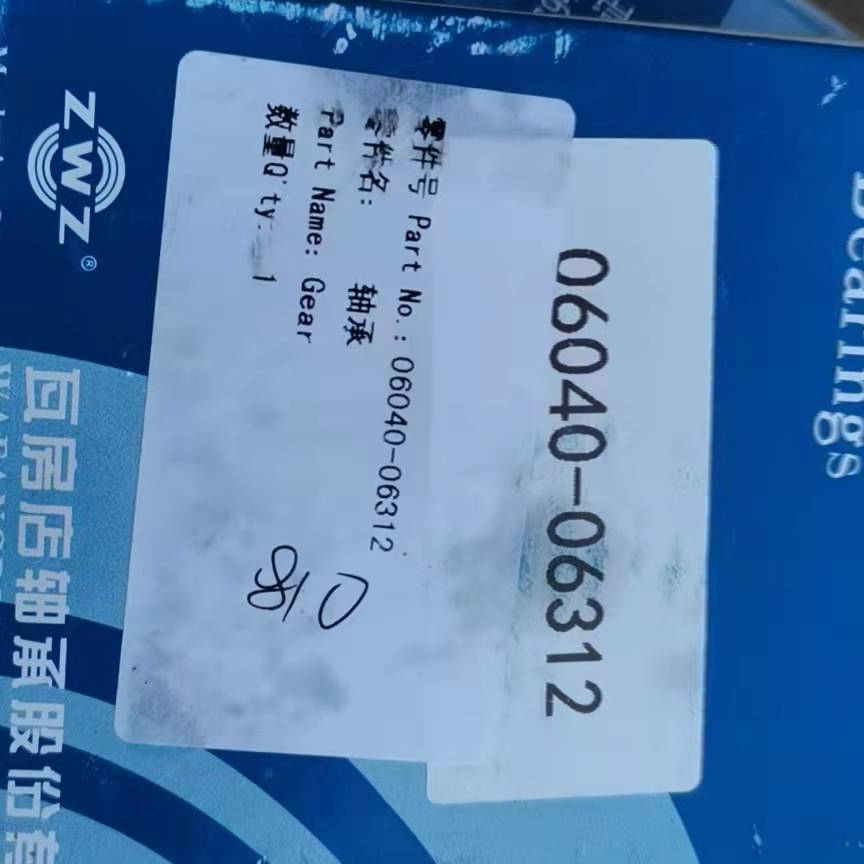 Bearings
06040-06312
零件号 Part No.: 06040-06312
零件名: 轴承
Part Name: Gear
数量Q'ty: 1
ZWZ®
瓦房店轴承股份有